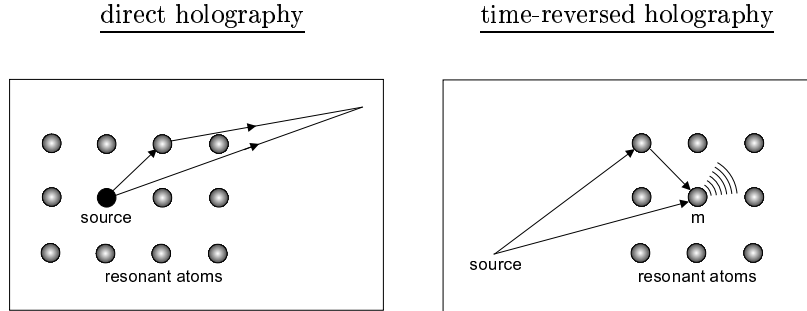 direct holography
time-reversed holography
source
resonant atoms
m
source
resonant atoms